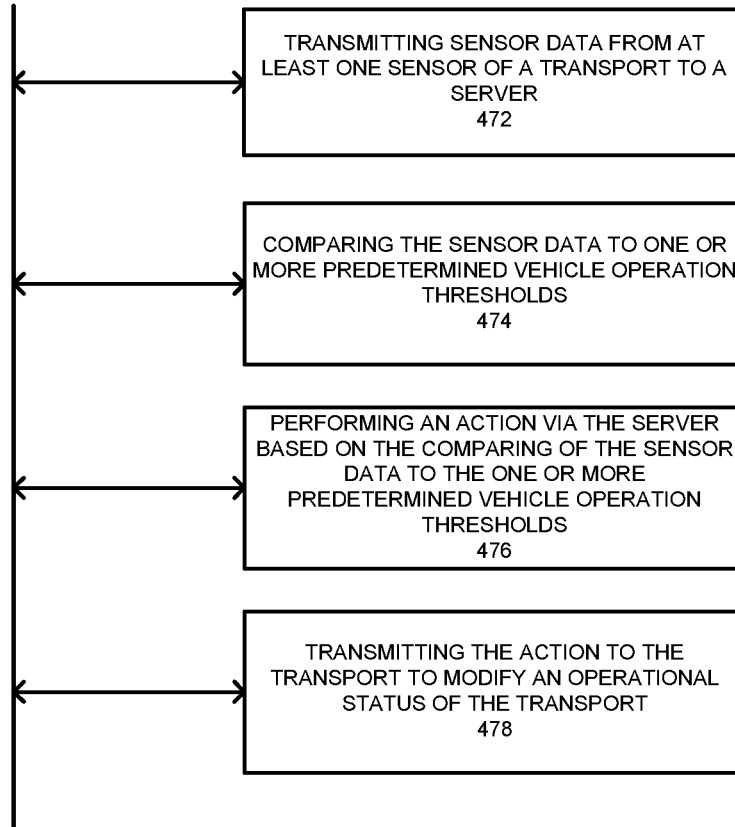 TRANSMITTING SENSOR DATA FROM AT
LEAST ONE SENSOR OF A TRANSPORT TO A
SERVER
472
COMPARING THE SENSOR DATA TO ONE OR
MORE PREDETERMINED VEHICLE OPERATION
THRESHOLDS
474
PERFORMING AN ACTION VIA THE SERVER
BASED ON THE COMPARING OF THE SENSOR
DATA TO THE ONE OR MORE
PREDETERMINED VEHICLE OPERATION
THRESHOLDS
476
TRANSMITTING THE ACTION TO THE
TRANSPORT TO MODIFY AN OPERATIONAL
STATUS OF THE TRANSPORT
478